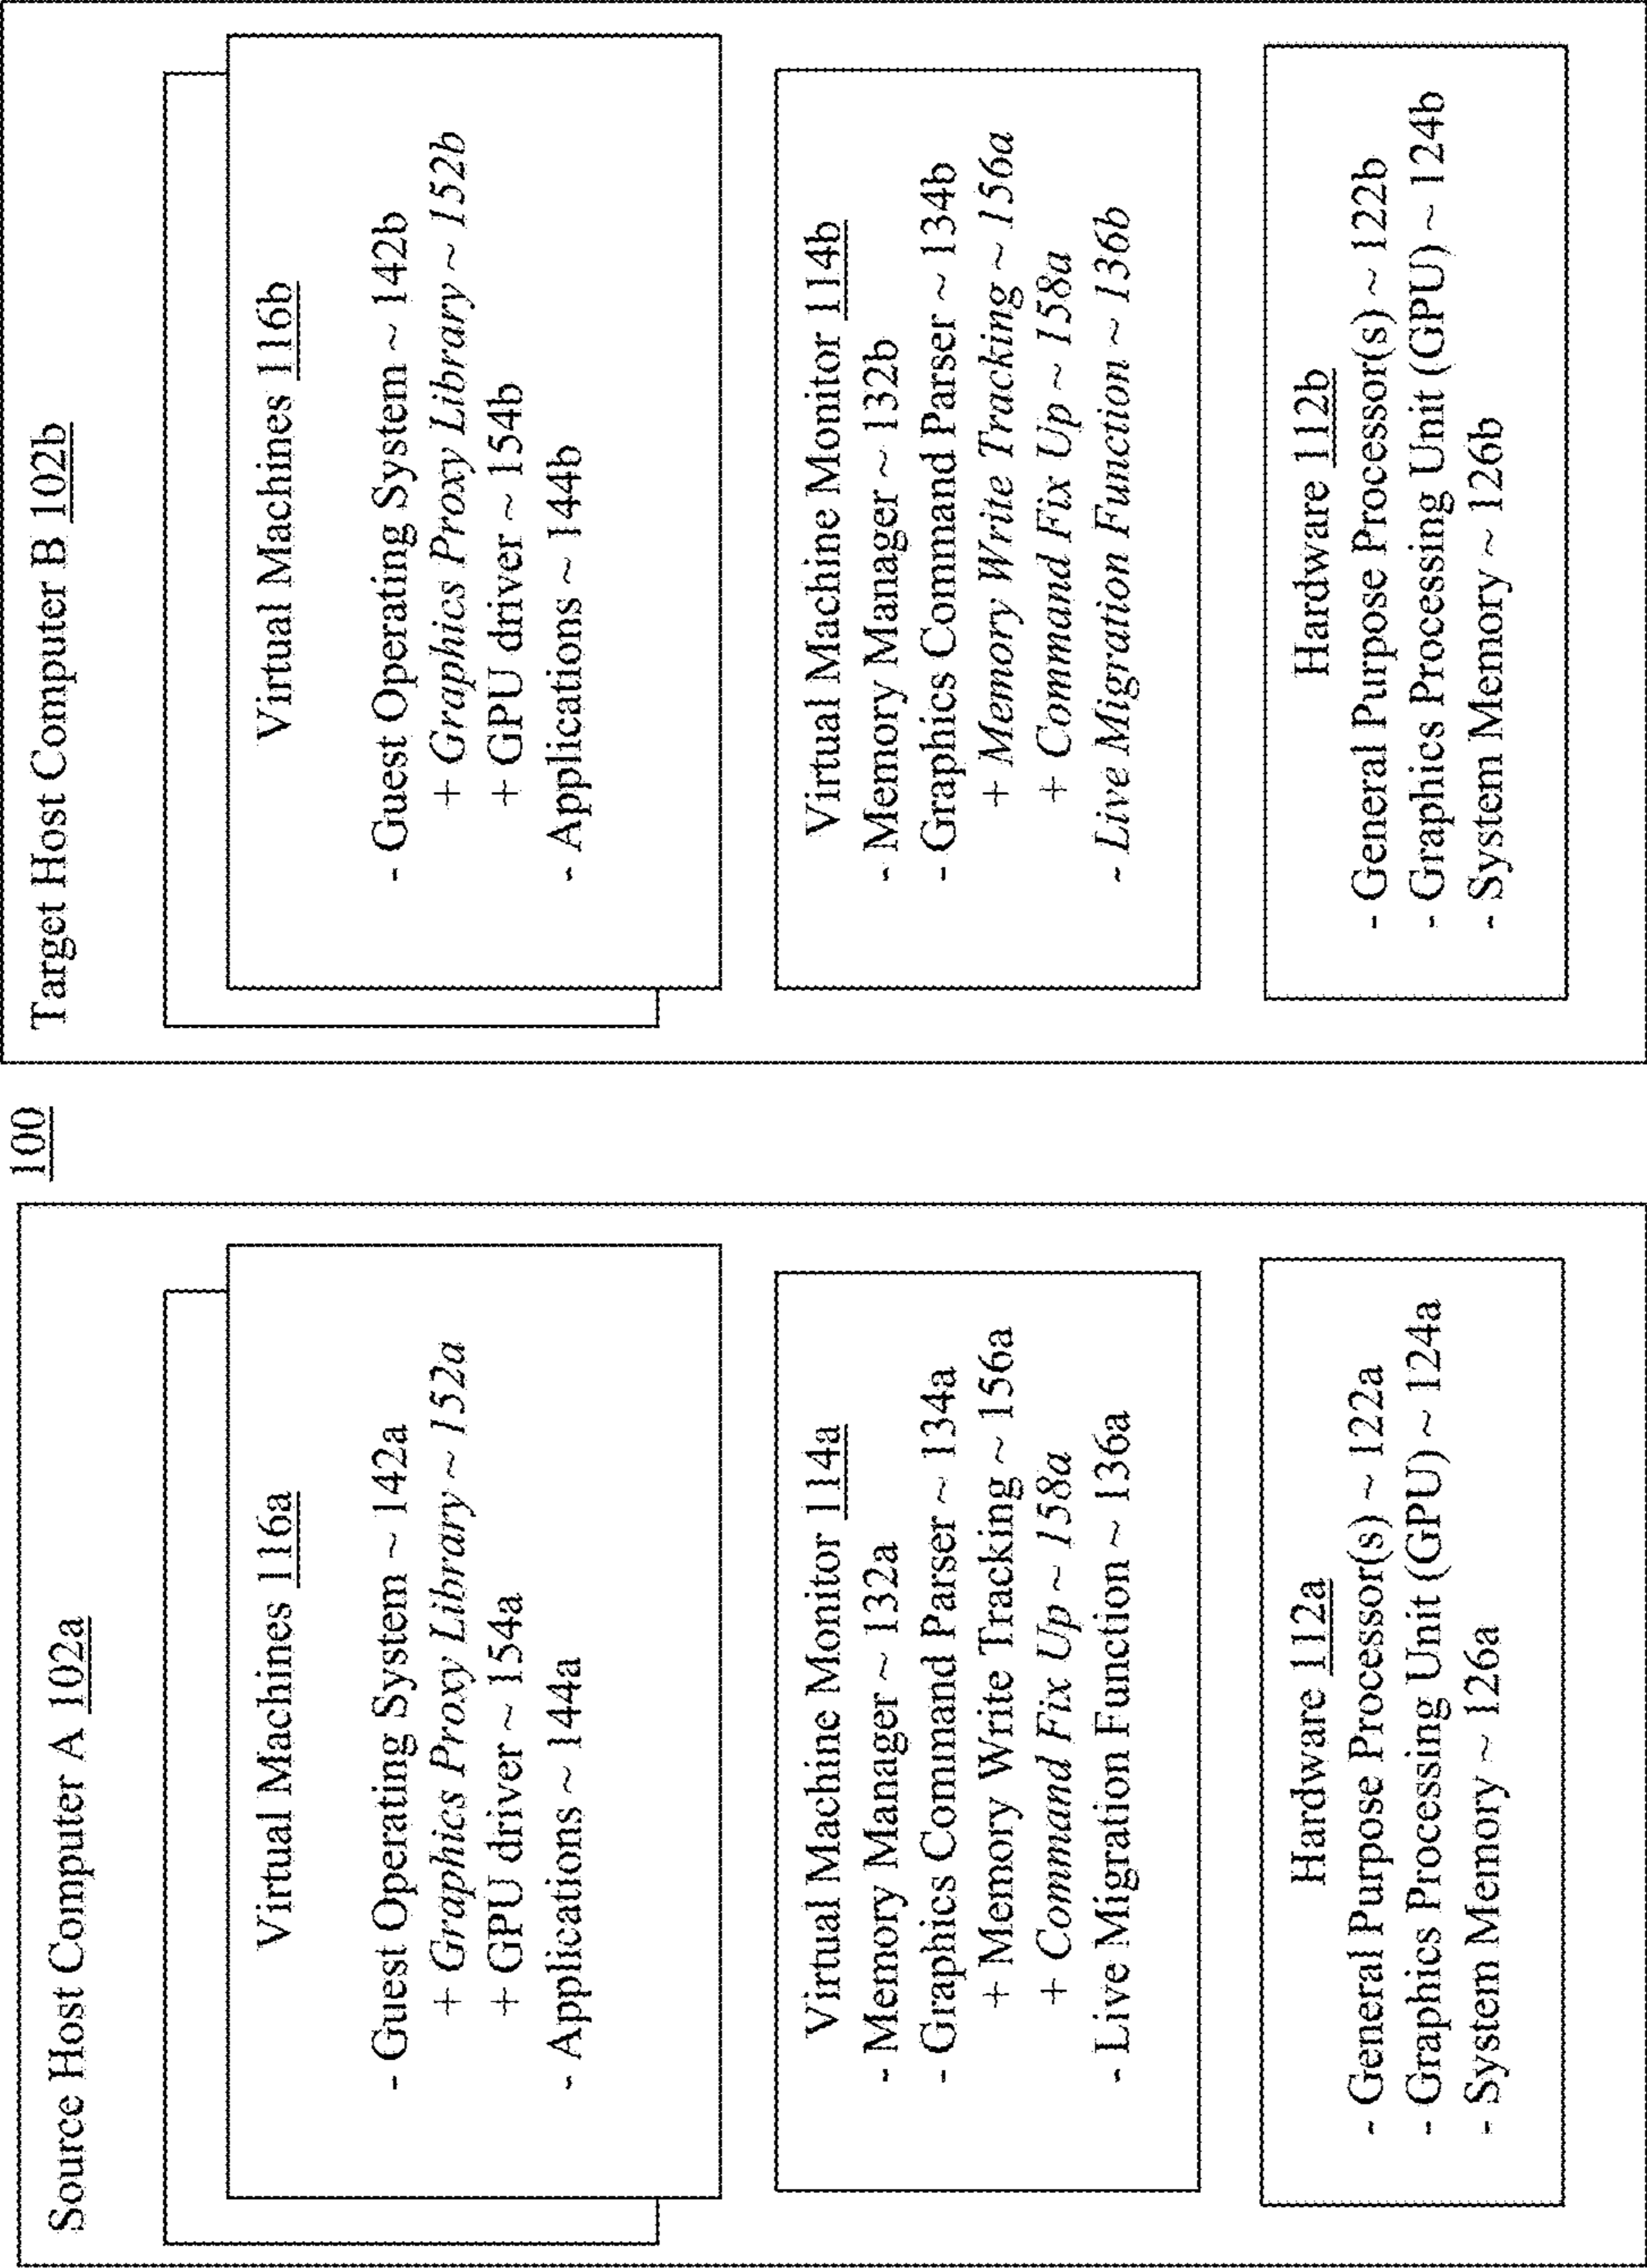 100
Source Host Computer A 102a
Virtual Machines 116a
- Guest Operating System ~ 142a
+ Graphics Proxy Library ~ 152a
+ GPU driver ~ 154a
- Applications ~ 144a
Virtual Machine Monitor 114a
- Memory Manager ~ 132a
- Graphics Command Parser ~ 134a
+ Memory Write Tracking ~ 156a
+ Command Fix Up ~ 158a
- Live Migration Function ~ 136a
Hardware 112a
- General Purpose Processor(s) ~ 122a
- Graphics Processing Unit (GPU) ~ 124a
- System Memory ~ 126a
Target Host Computer B 102b
Virtual Machines 116b
- Guest Operating System ~ 142b
+ Graphics Proxy Library ~ 152b
+ GPU driver ~ 154b
- Applications ~ 144b
Virtual Machine Monitor 114b
- Memory Manager ~ 132b
- Graphics Command Parser ~ 134b
+ Memory Write Tracking ~ 156a
+ Command Fix Up ~ 158a
- Live Migration Function ~ 136b
Hardware 112b
- General Purpose Processor(s) ~ 122b
- Graphics Processing Unit (GPU) ~ 124b
- System Memory ~ 126b